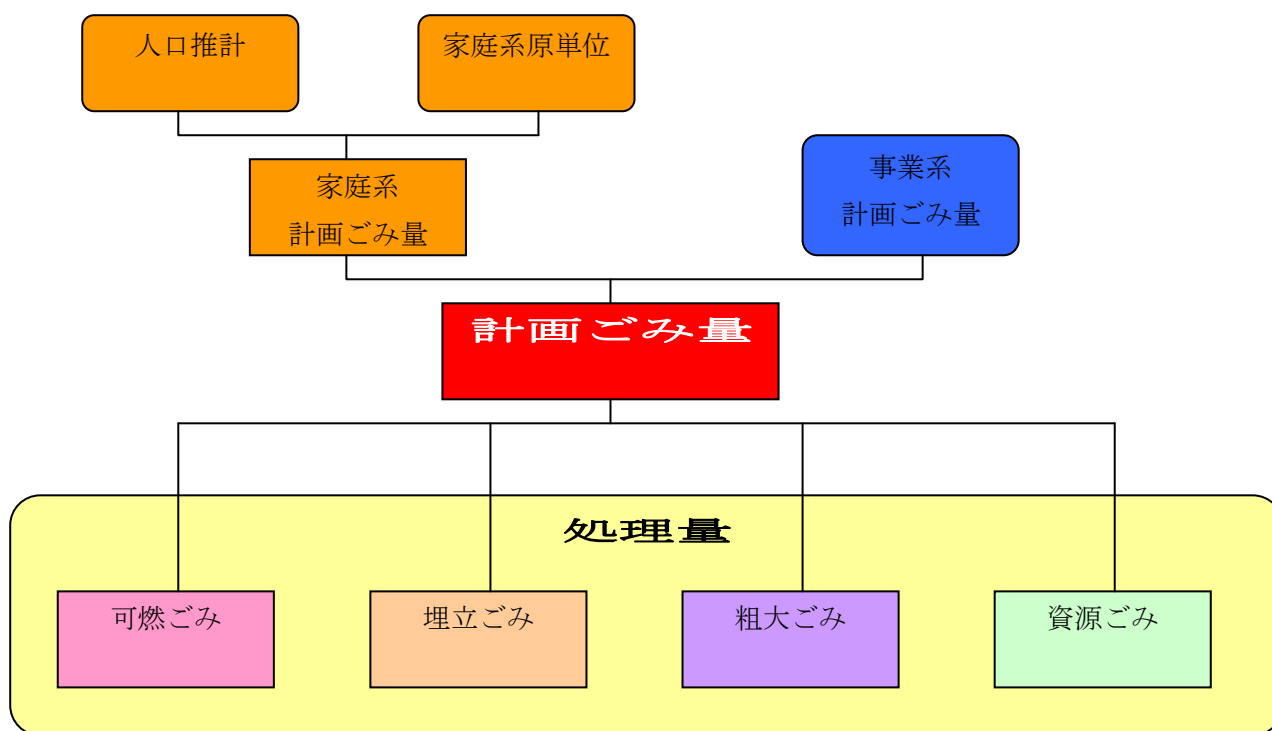 人口推計
家庭系原単位
家庭系
計画ごみ量
事業系
計画ごみ量
計画ごみ量
処理量
可燃ごみ
埋立ごみ
粗大ごみ
資源ごみ